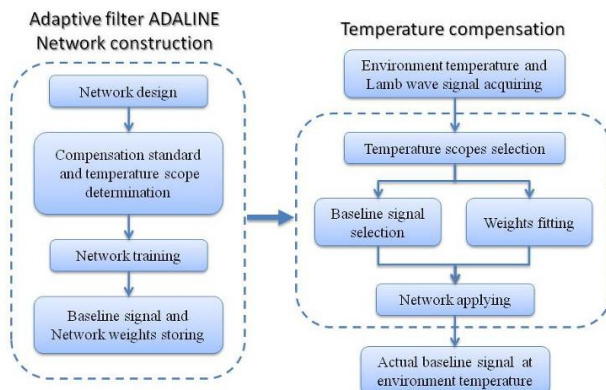 Adaptive filter ADALINE
Network construction
Network design
Compensation standard
and temperature scope
determination
Network training
Baseline signal and
Network weights storing
Temperature compensation
Environment temperature and
Lamb wave signal acquiring
Temperature scopes selection
Baseline signal
selection
Weights fitting
Network applying
Actual baseline signal at
environment temperature